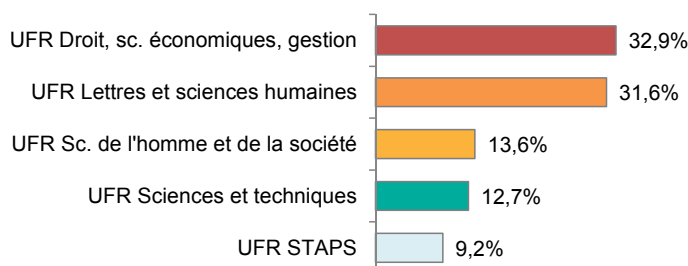 UFR Droit, sc. économiques, gestion 32,9%
UFR Lettres et sciences humaines 31,6%
UFR Sc. de l'homme et de la société 13,6%
UFR Sciences et techniques 12,7%
UFR STAPS 9,2%